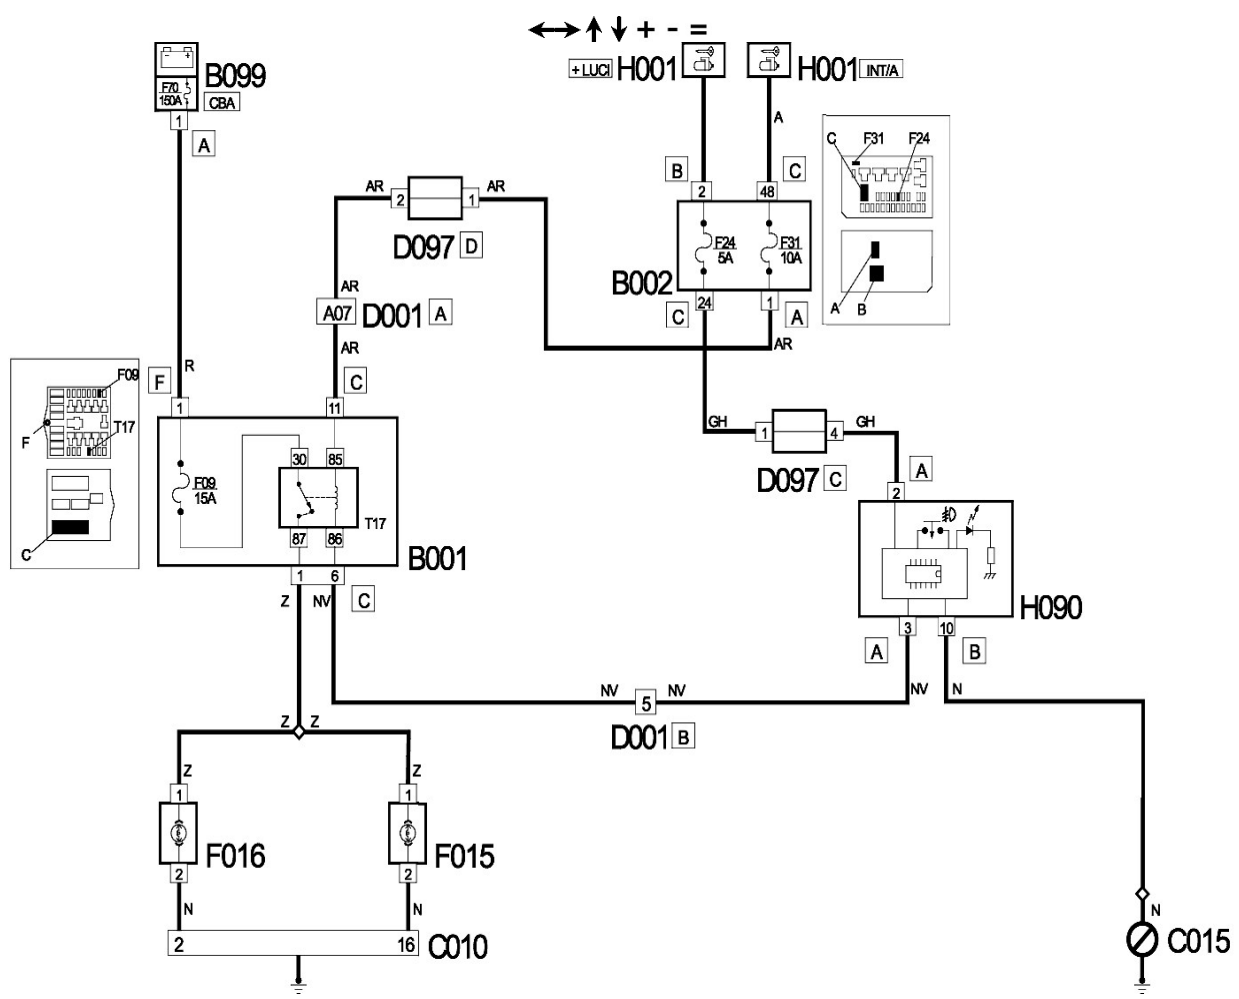 + - =
+ LUCI H001
H001 INT/A
B099
F70
150A
CBA
1
A
A
C F31 F24
B
C
2
48
AR
2
1
AR
D097 D
F24
5A
F31
10A
B002
A
B
AR
A07 D001 A
AR
C
24
1
A
AR
R
F
C
1
11
F09
T17
F
C
GH
1
4
GH
D097 C
A
2
30
85
F09
15A
T17
87
86
B001
1
6
Z
NV
C
H090
3
10
A
B
NV
N
NV
5
NV
D001 B
Z
Z
Z
Z
1
1
F016
F015
2
2
N
N
2
16
C010
N
C015